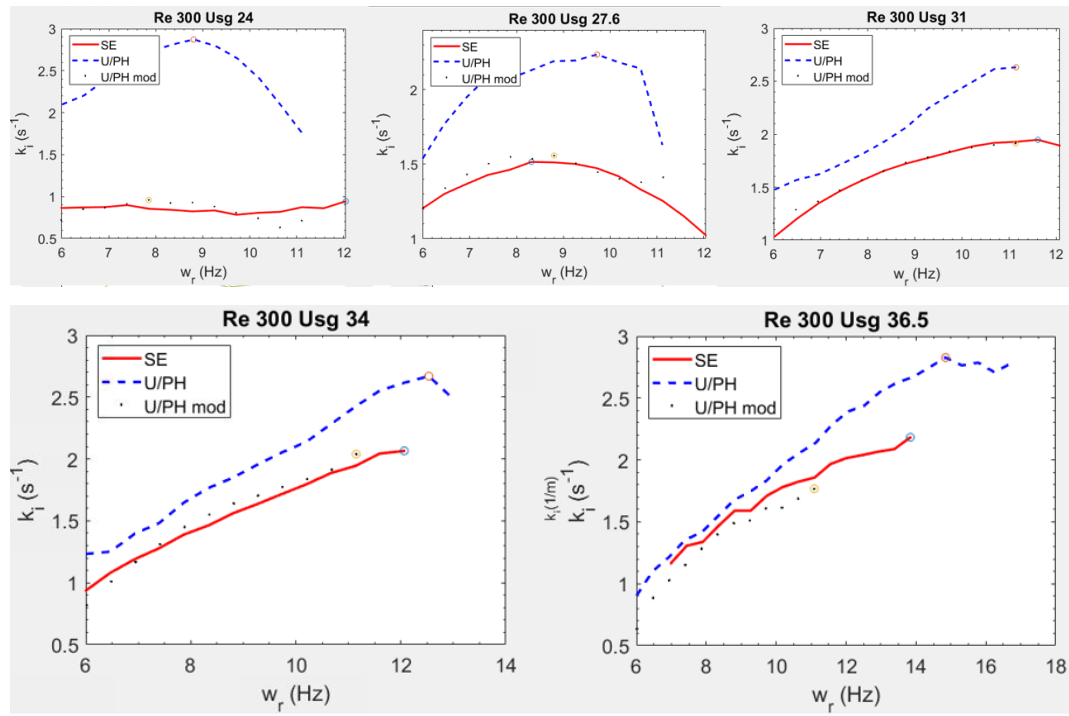 Re 300 Usg 24
3
2.5
2
1.5
1
0.5
k_i (s^-1)
SE
U/PH
U/PH mod
6 7 8 9 10 11 12
w_r (Hz)
Re 300 Usg 27.6
2
1.5
1
k_i (s^-1)
SE
U/PH
U/PH mod
6 7 8 9 10 11 12
w_r (Hz)
Re 300 Usg 31
3
2.5
2
1.5
1
k_i (s^-1)
SE
U/PH
U/PH mod
6 7 8 9 10 11 12
w_r (Hz)
Re 300 Usg 34
3
2.5
2
1.5
1
0.5
k_i (s^-1)
SE
U/PH
U/PH mod
6 8 10 12 14
w_r (Hz)
Re 300 Usg 36.5
3
2.5
2
1.5
1
0.5
k_i(1/m)
k_i (s^-1)
SE
U/PH
U/PH mod
6 8 10 12 14 16 18
w_r (Hz)